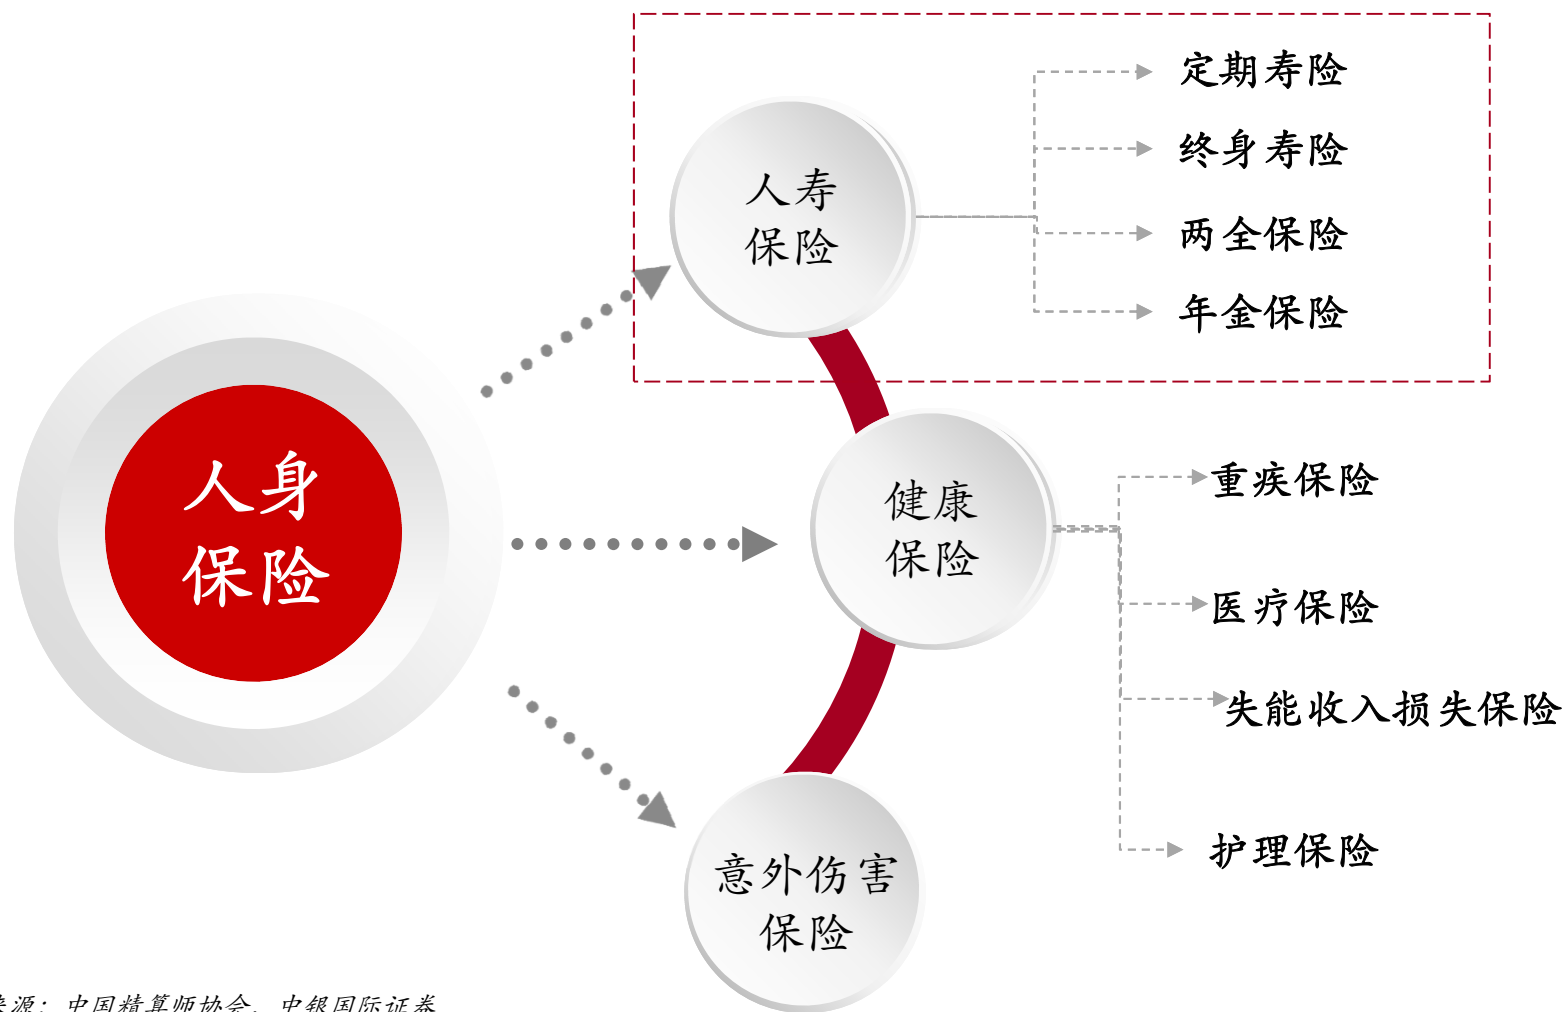 定期寿险
终身寿险
人寿
保险
两全保险
年金保险
人身
保险
健康
保险
重疾保险
医疗保险
失能收入损失保险
护理保险
意外伤害
保险
来源：中国精算师协会，中银国际证券